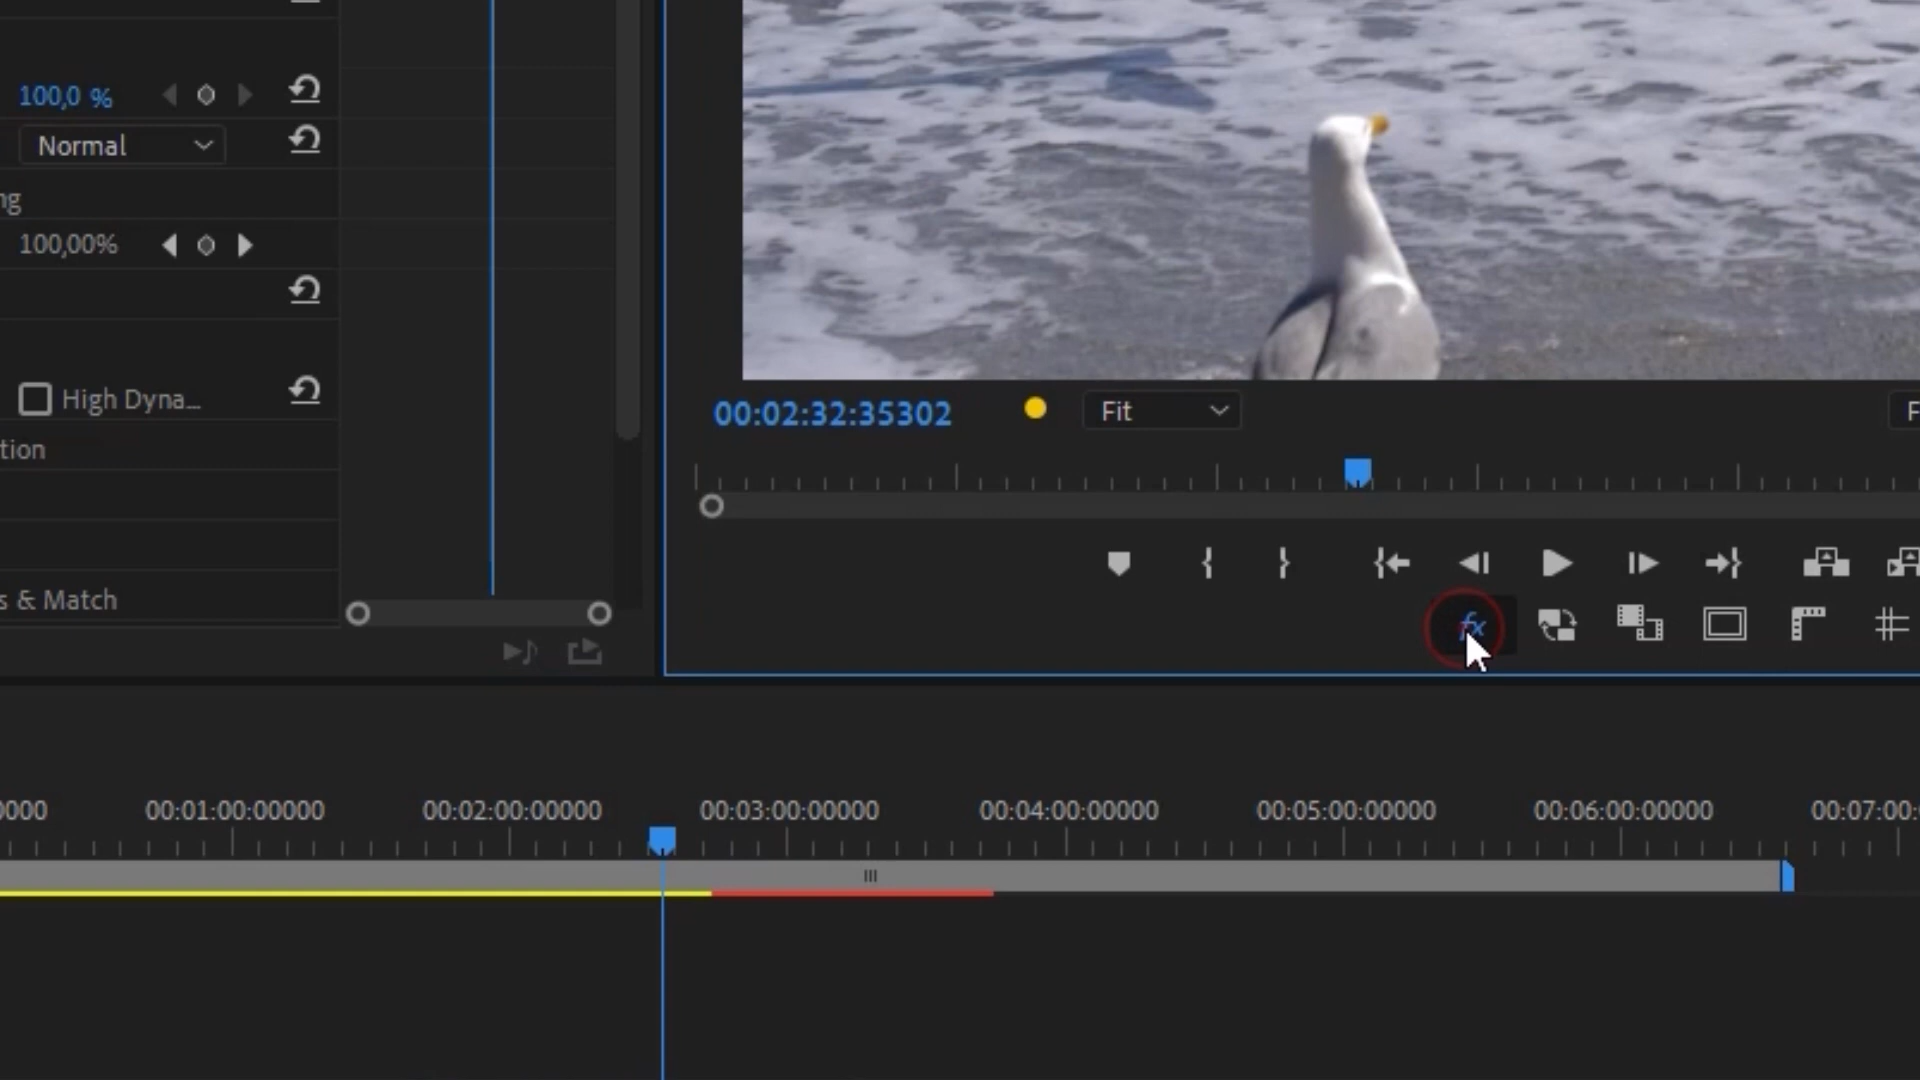 100,0 %
Normal
ng
100,00%
High Dyna...
tion
s & Match
00:02:32:35302
Fit
F
fx
0000
00:01:00:00000
00:02:00:00000
00:03:00:00000
00:04:00:00000
00:05:00:00000
00:06:00:00000
00:07:00: